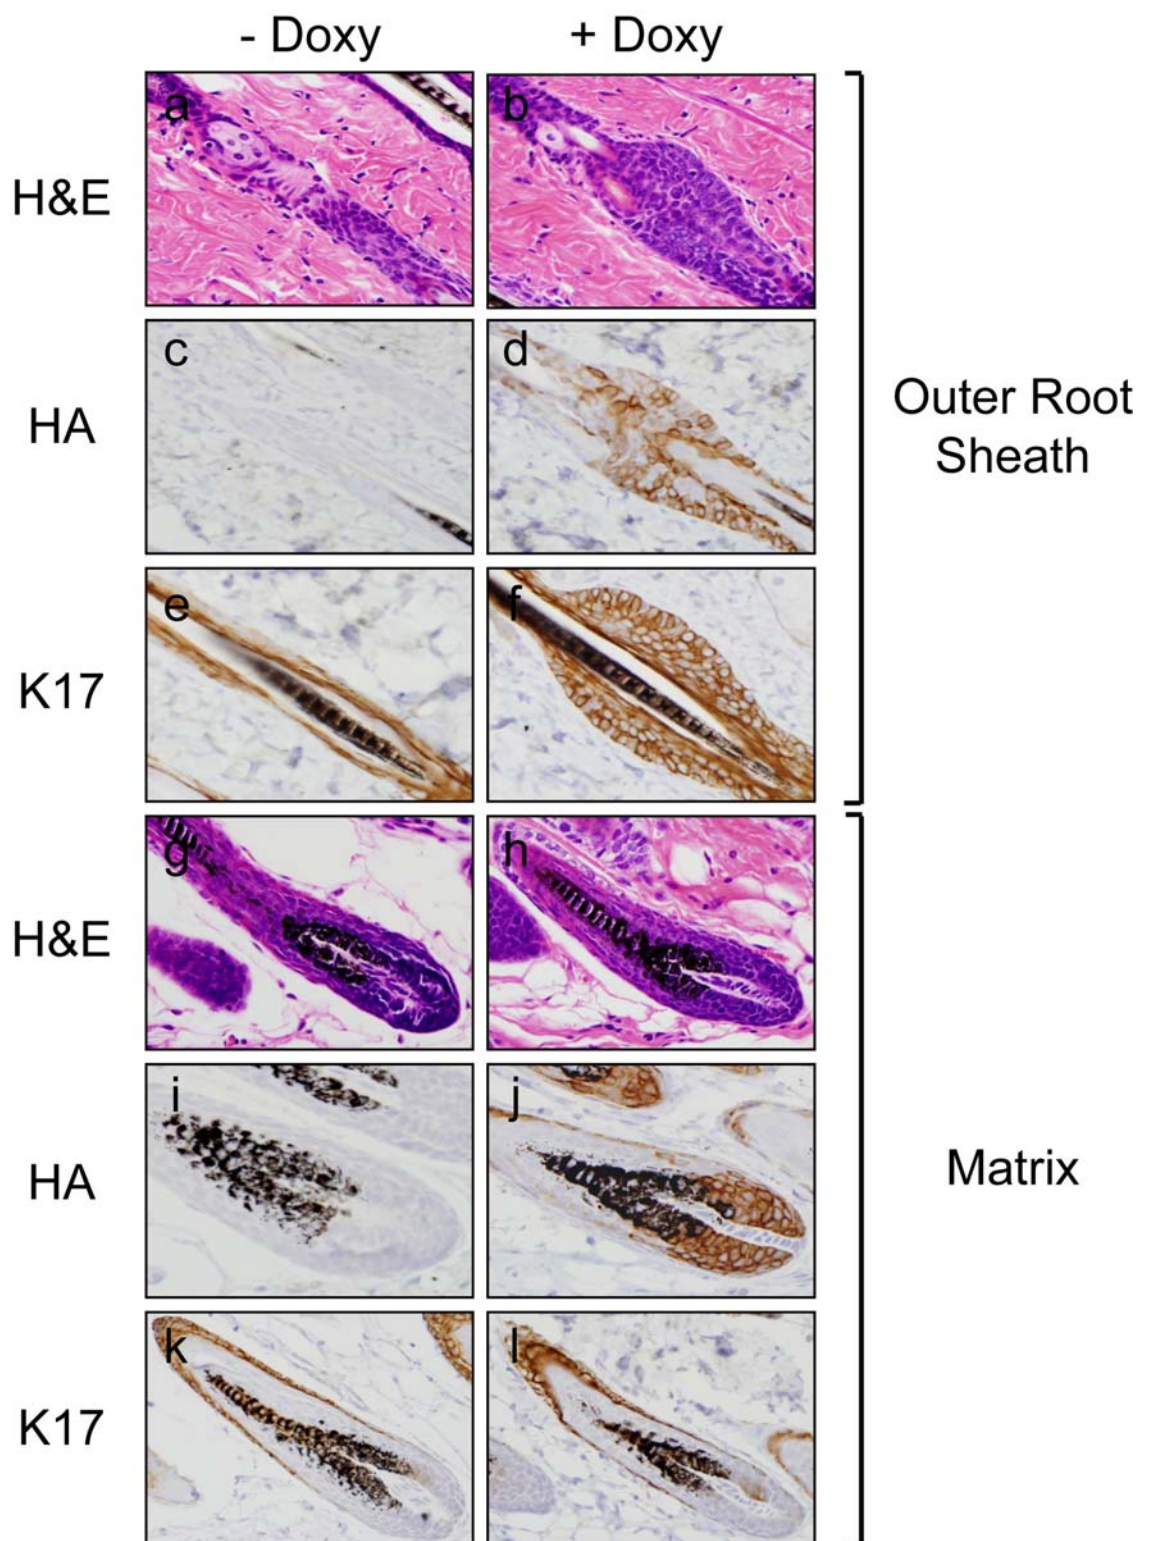 - Doxy + Doxy
H&E a b
HA c d
K17 e f
Outer Root
Sheath
H&E g h
HA i j
K17 k l
Matrix